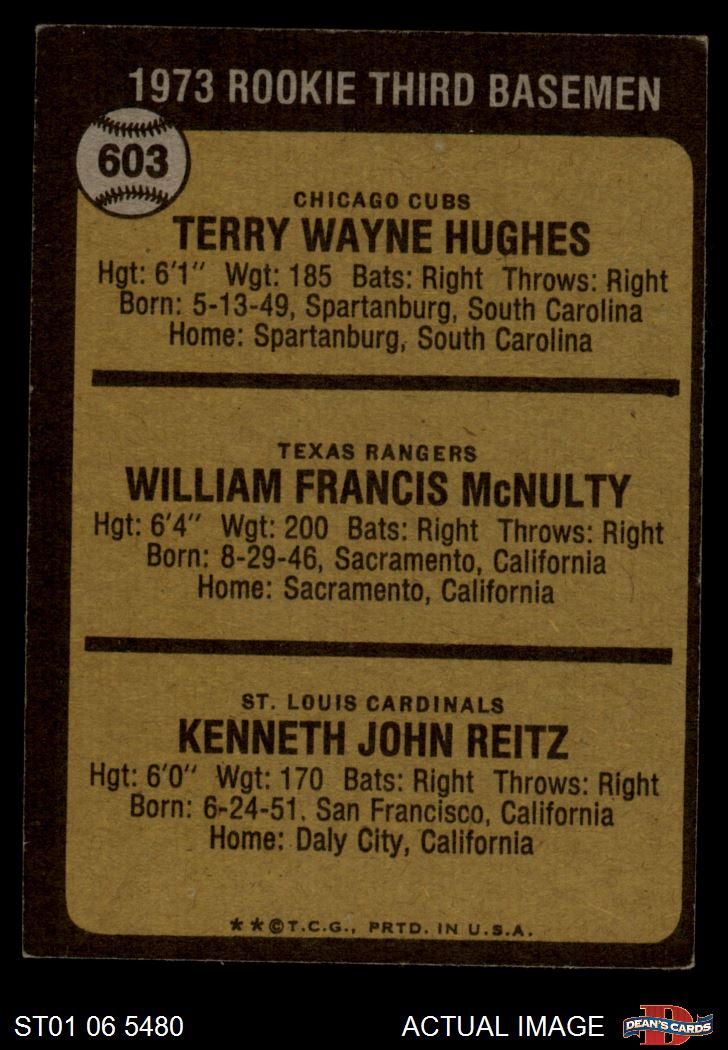 1973 ROOKIE THIRD BASEMEN
603
CHICAGO CUBS
TERRY WAYNE HUGHES
Hgt: 6'1" Wgt: 185 Bats: Right Throws: Right
Born: 5-13-49, Spartanburg, South Carolina
Home: Spartanburg, South Carolina
TEXAS RANGERS
WILLIAM FRANCIS McNULTY
Hgt: 6'4" Wgt: 200 Bats: Right Throws: Right
Born: 8-29-46, Sacramento, California
Home: Sacramento, California
ST. LOUIS CARDINALS
KENNETH JOHN REITZ
Hgt: 6'0" Wgt: 170 Bats: Right Throws: Right
Born: 6-24-51. San Francisco, California
Home: Daly City, California
**©T.C.G., PRTD. IN U.S.A.
ST01 06 5480 ACTUAL IMAGE D DEAN'S CARDS